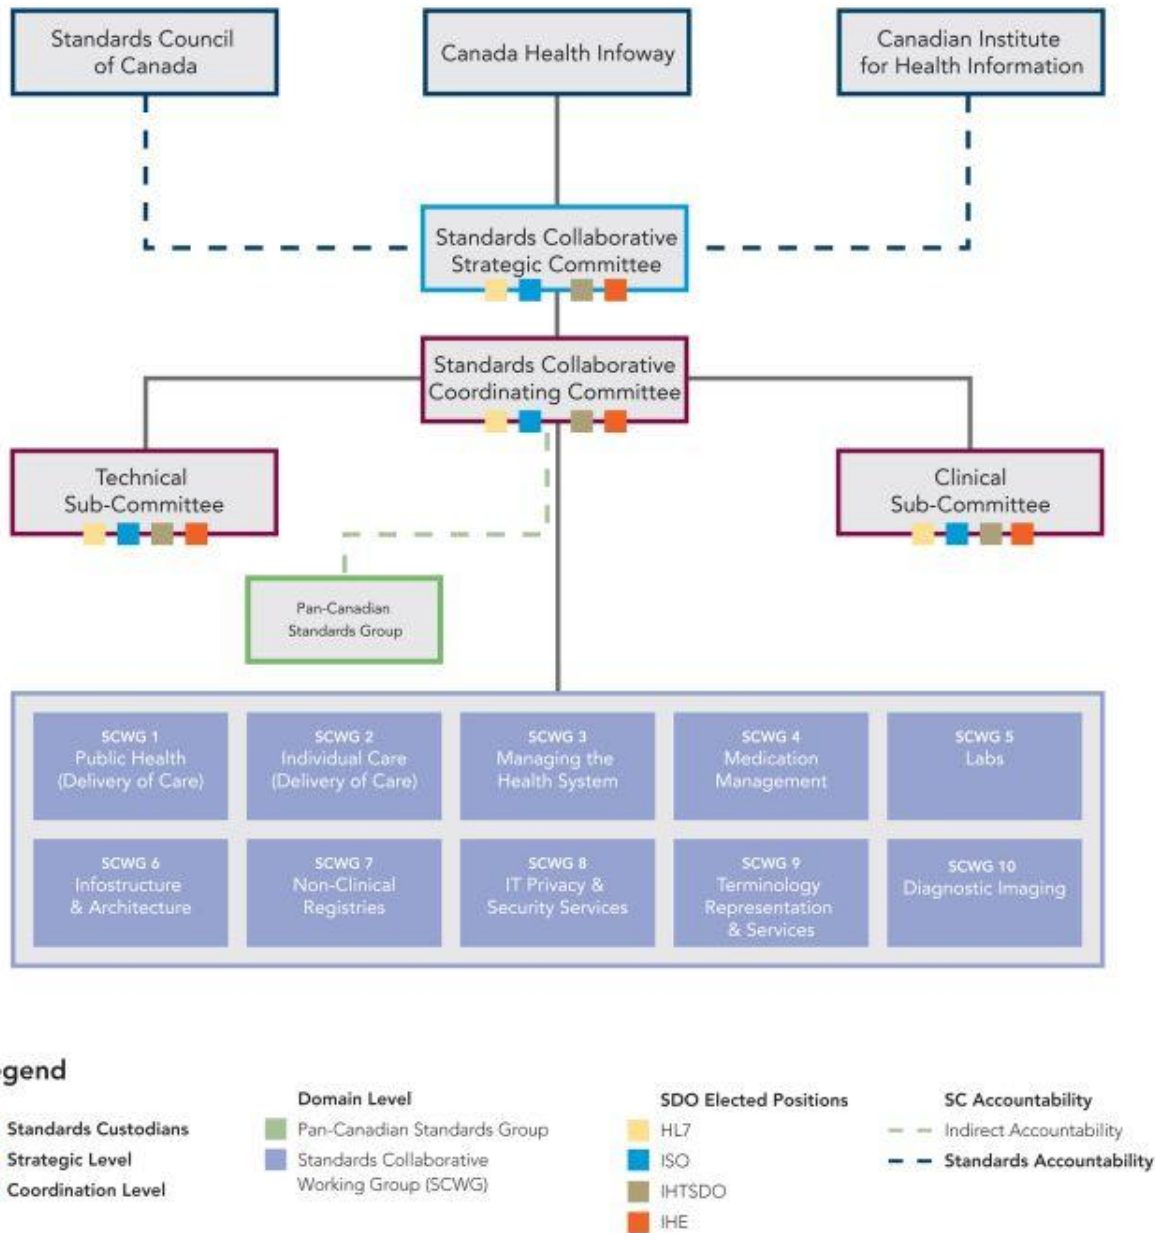 Standards Council
of Canada
Canada Health Infoway
Canadian Institute
for Health Information
Standards Collaborative
Strategic Committee
Standards Collaborative
Coordinating Committee
Technical
Sub-Committee
Clinical
Sub-Committee
Pan-Canadian
Standards Group
SCWG 1
Public Health
(Delivery of Care)
SCWG 2
Individual Care
(Delivery of Care)
SCWG 3
Managing the
Health System
SCWG 4
Medication
Management
SCWG 5
Labs
SCWG 6
Infostructure
& Architecture
SCWG 7
Non-Clinical
Registries
SCWG 8
IT Privacy &
Security Services
SCWG 9
Terminology
Representation
& Services
SCWG 10
Diagnostic Imaging
egend
Standards Custodians
Strategic Level
Coordination Level
Domain Level
Pan-Canadian Standards Group
Standards Collaborative
Working Group (SCWG)
SDO Elected Positions
HL7
ISO
IHTSDO
IHE
SC Accountability
Indirect Accountability
Standards Accountability